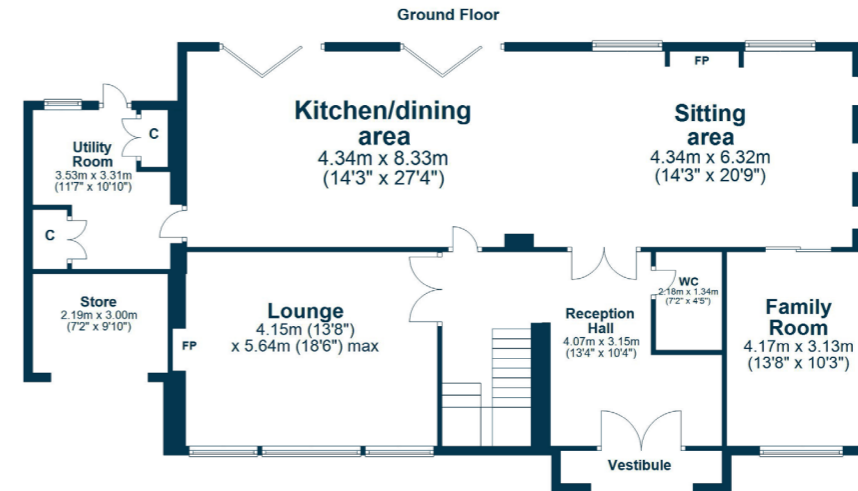 Ground Floor
Kitchen/dining
area
4.34m x 8.33m
(14'3" x 27'4")
FP
Sitting
area
4.34m x 6.32m
(14'3" x 20'9")
Utility
Room
3.53m x 3.31m
(11'7" x 10'10")
C
C
Store
2.19m x 3.00m
(7'2" x 9'10")
FP
Lounge
4.15m (13'8")
x 5.64m (18'6") max
Reception
Hall
4.07m x 3.15m
(13'4" x 10'4")
WC
2.18m x 1.34m
(7'2" x 4'5")
Family
Room
4.17m x 3.13m
(13'8" x 10'3")
Vestibule